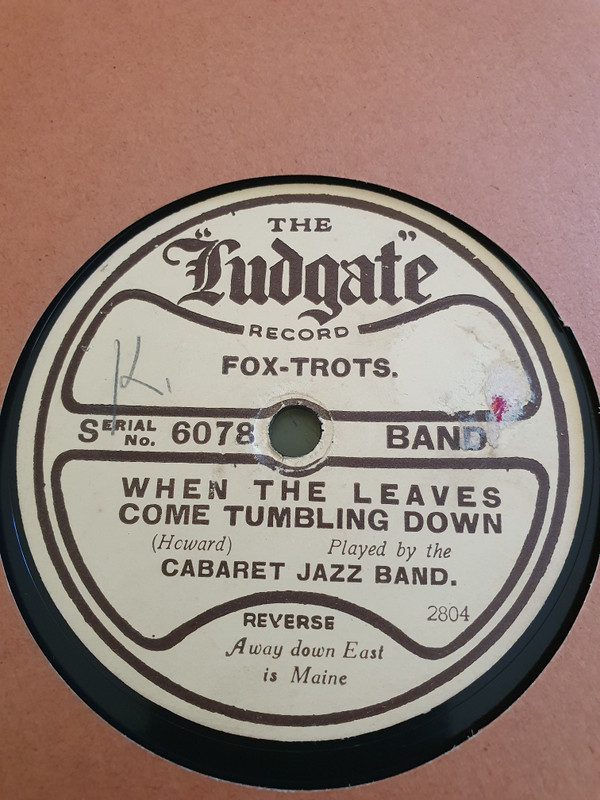 THE
"Ludgate"
RECORD
FOX-TROTS.
K.
SERIAL No. 6078 BAND
WHEN THE LEAVES
COME TUMBLING DOWN
(Howard) Played by the
CABARET JAZZ BAND.
2804
REVERSE
Away down East
is Maine